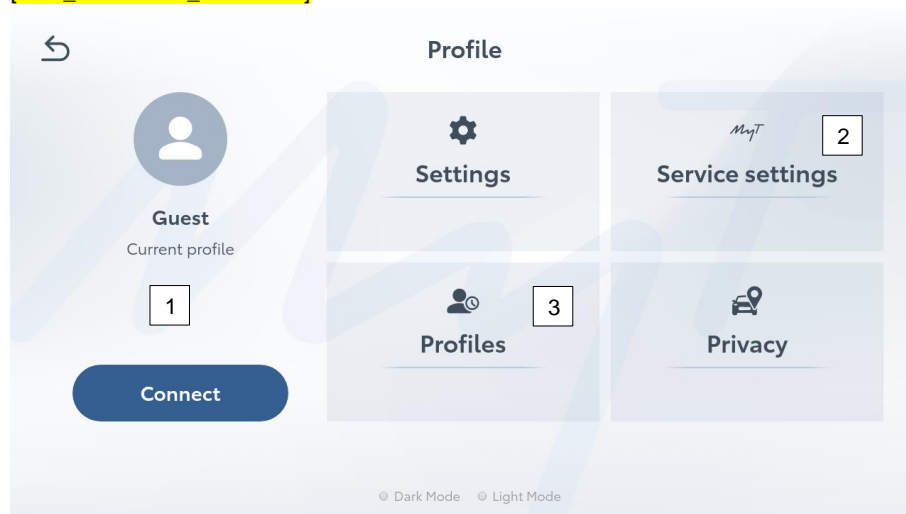 Profile
Guest
Current profile
1
Connect
Settings
MyT
2
Service settings
Profiles
3
Privacy
Dark Mode Light Mode